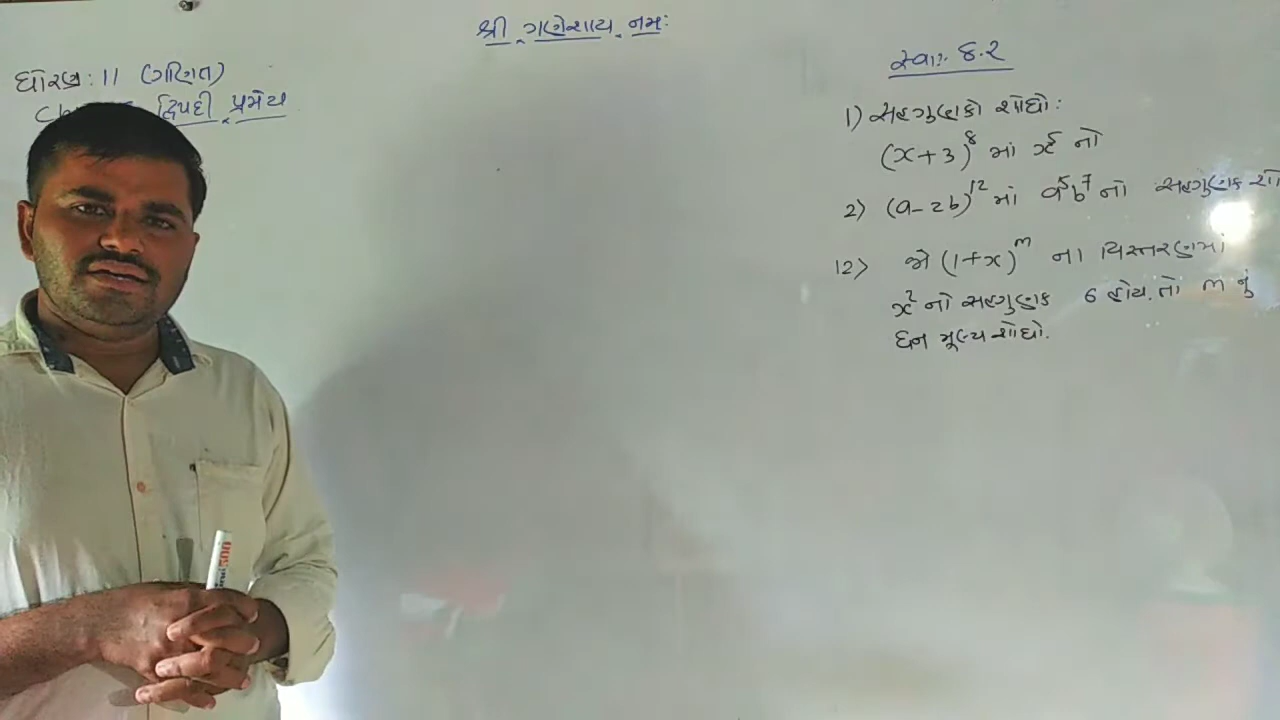 શ્રી ગણેશાય નમઃ
ધોરણ : 11 (ગણિત)
દ્વિપદી પ્રમેય
સ્વા. 8.2
1) સહગુણકો શોધો :
(x+3)⁸ માં x⁵ નો
2) (a-2b)¹² માં a⁵b⁷ નો સહગુણક શો
12) જો (1+x)ᵐ ના વિસ્તરણમાં
x² નો સહગુણક 6 હોય, તો m નું
ધન મૂલ્ય શોધો.